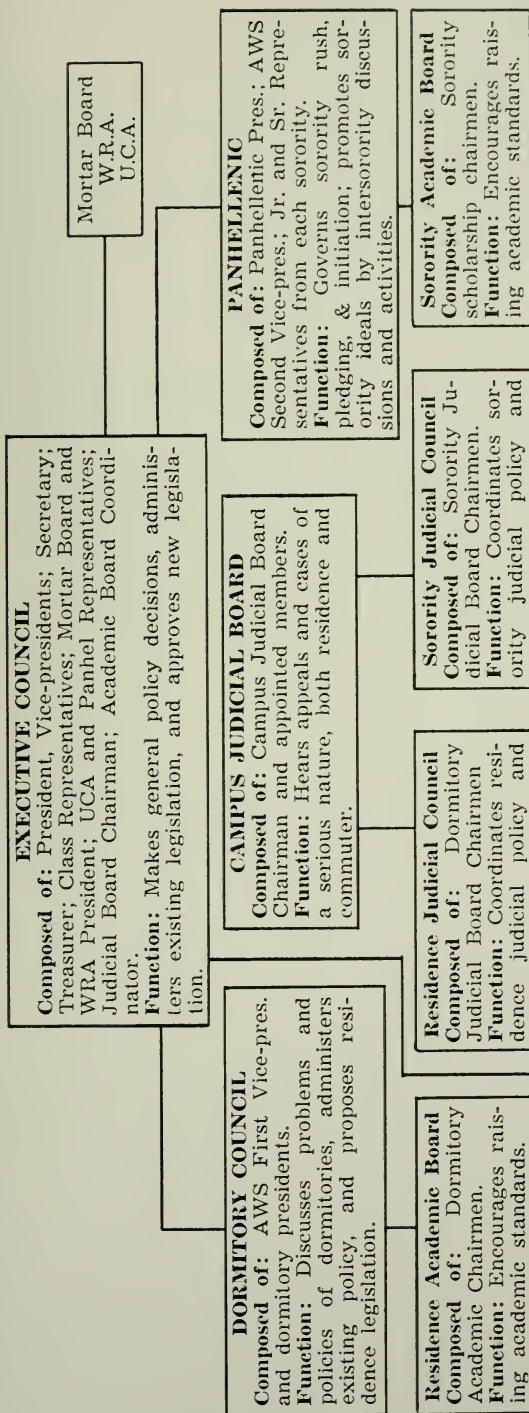 EXECUTIVE COUNCIL
Composed of: President, Vice-presidents; Secretary;
Treasurer; Class Representatives; Mortar Board and
WRA President; UCA and Panhel Representatives;
Judicial Board Chairman; Academic Board Coordi-
nator.
Function: Makes general policy decisions, adminis-
ters existing legislation, and approves new legisla-
tion.
Mortar Board
W.R.A.
U.C.A.
DORMITORY COUNCIL
Composed of: AWS First Vice-pres.
and dormitory presidents.
Function: Discusses problems and
policies of dormitories, administers
existing policy, and proposes resi-
dence legislation.
CAMPUS JUDICIAL BOARD
Composed of: Campus Judicial Board
Chairman and appointed members.
Function: Hears appeals and cases of
a serious nature, both residence and
commuter.
PANHELLENIC
Composed of: Panhellenic Pres.; AWS
Second Vice-pres.; Jr. and Sr. Repre-
sentatives from each sorority.
Function: Governs sorority rush,
pledging, & initiation; promotes sor-
ority ideals by intersorority discus-
sions and activities.
Residence Academic Board
Composed of: Dormitory
Academic Chairmen.
Function: Encourages rais-
ing academic standards.
Residence Judicial Council
Composed of: Dormitory
Judicial Board Chairmen
Function: Coordinates resi-
dence judicial policy and
Sorority Judicial Council
Composed of: Sorority Ju-
dicial Board Chairmen.
Function: Coordinates sor-
ority judicial policy and
Sorority Academic Board
Composed of: Sorority
scholarship chairmen.
Function: Encourages rais-
ing academic standards.